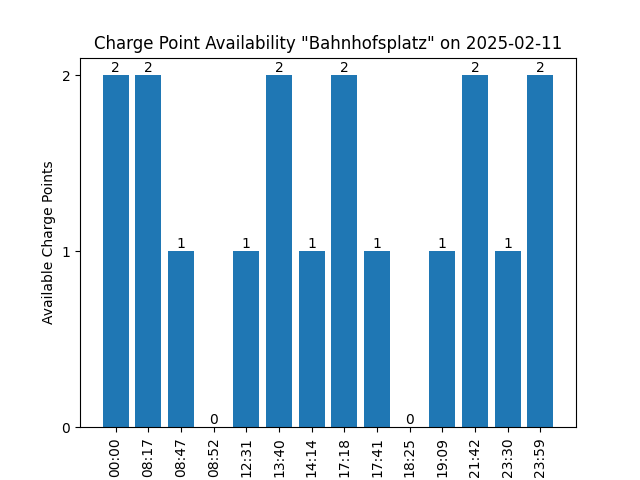 Charge Point Availability "Bahnhofsplatz" on 2025-02-11
Available Charge Points
2
1
0
2 2 1 0 1 2 1 2 1 0 1 2 1 2
00:00 08:17 08:47 08:52 12:31 13:40 14:14 17:18 17:41 18:25 19:09 21:42 23:30 23:59